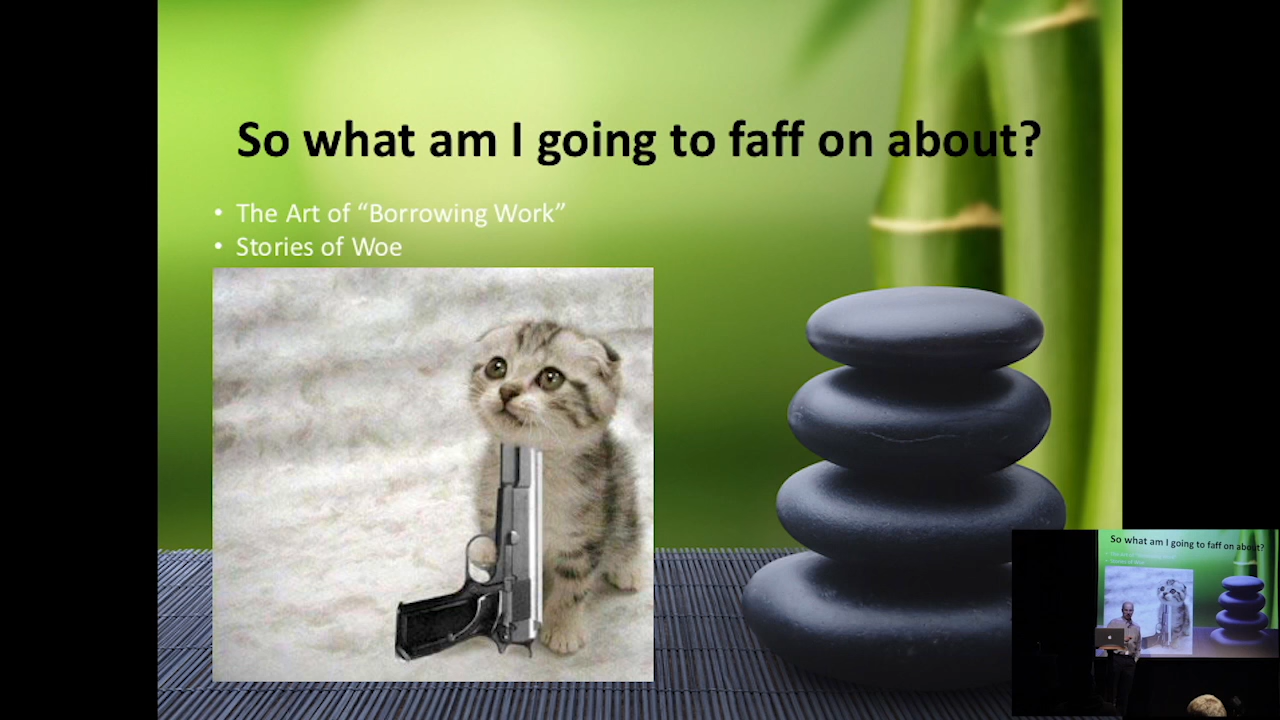 So what am I going to faff on about?
• The Art of “Borrowing Work”
• Stories of Woe
So what am I going to faff on about?